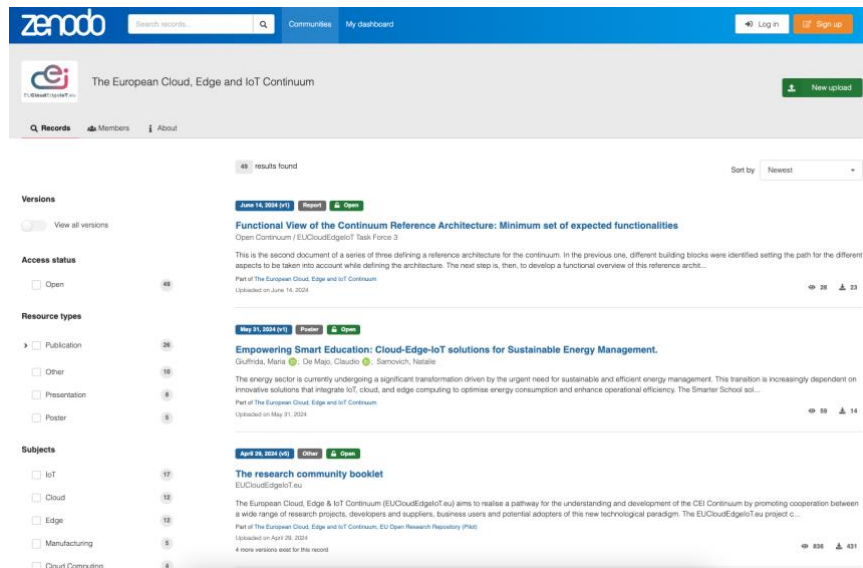 zenodo
Search records...
Communities
My dashboard
Log in
Sign up
cei
EUCloudEdgeIoT.eu
The European Cloud, Edge and IoT Continuum
New upload
Records
Members
About
results found
Sort by
Newest
Versions
View all versions
Access status
Open
Resource types
Publication 26
Other 10
Presentation 8
Poster 5
Subjects
IoT 17
Cloud 12
Edge 12
Manufacturing 5
Cloud Computing 4
June 14, 2024 (v1) Report Open
Functional View of the Continuum Reference Architecture: Minimum set of expected functionalities
Open Continuum / EUCloudEdgeIoT Task Force 3
This is the second document of a series of three defining a reference architecture for the continuum. In the previous one, different building blocks were identified setting the path for the different
aspects to be taken into account while defining the architecture. The next step is, then, to develop a functional overview of this reference archit...
Part of The European Cloud, Edge and IoT Continuum
Uploaded on June 14, 2024
28 23
May 31, 2024 (v1) Poster Open
Empowering Smart Education: Cloud-Edge-IoT solutions for Sustainable Energy Management.
Giuffrida, Maria; De Majo, Claudio; Samovich, Natalie
The energy sector is currently undergoing a significant transformation driven by the urgent need for sustainable and efficient energy management. This transition is increasingly dependent on
innovative solutions that integrate IoT, cloud, and edge computing to optimise energy consumption and enhance operational efficiency. The Smarter School sol...
Part of The European Cloud, Edge and IoT Continuum
Uploaded on May 31, 2024
59 14
April 29, 2024 (v5) Other Open
The research community booklet
EUCloudEdgeIoT.eu
The European Cloud, Edge & IoT Continuum (EUCloudEdgeIoT.eu) aims to realise a pathway for the understanding and development of the CEI Continuum by promoting cooperation between
a wide range of research projects, developers and suppliers, business users and potential adopters of this new technological paradigm. The EUCloudEdgeIoT.eu project c...
Part of The European Cloud, Edge and IoT Continuum, EU Open Research Repository (Pilot)
Uploaded on April 29, 2024
4 more versions exist for this record
836 431